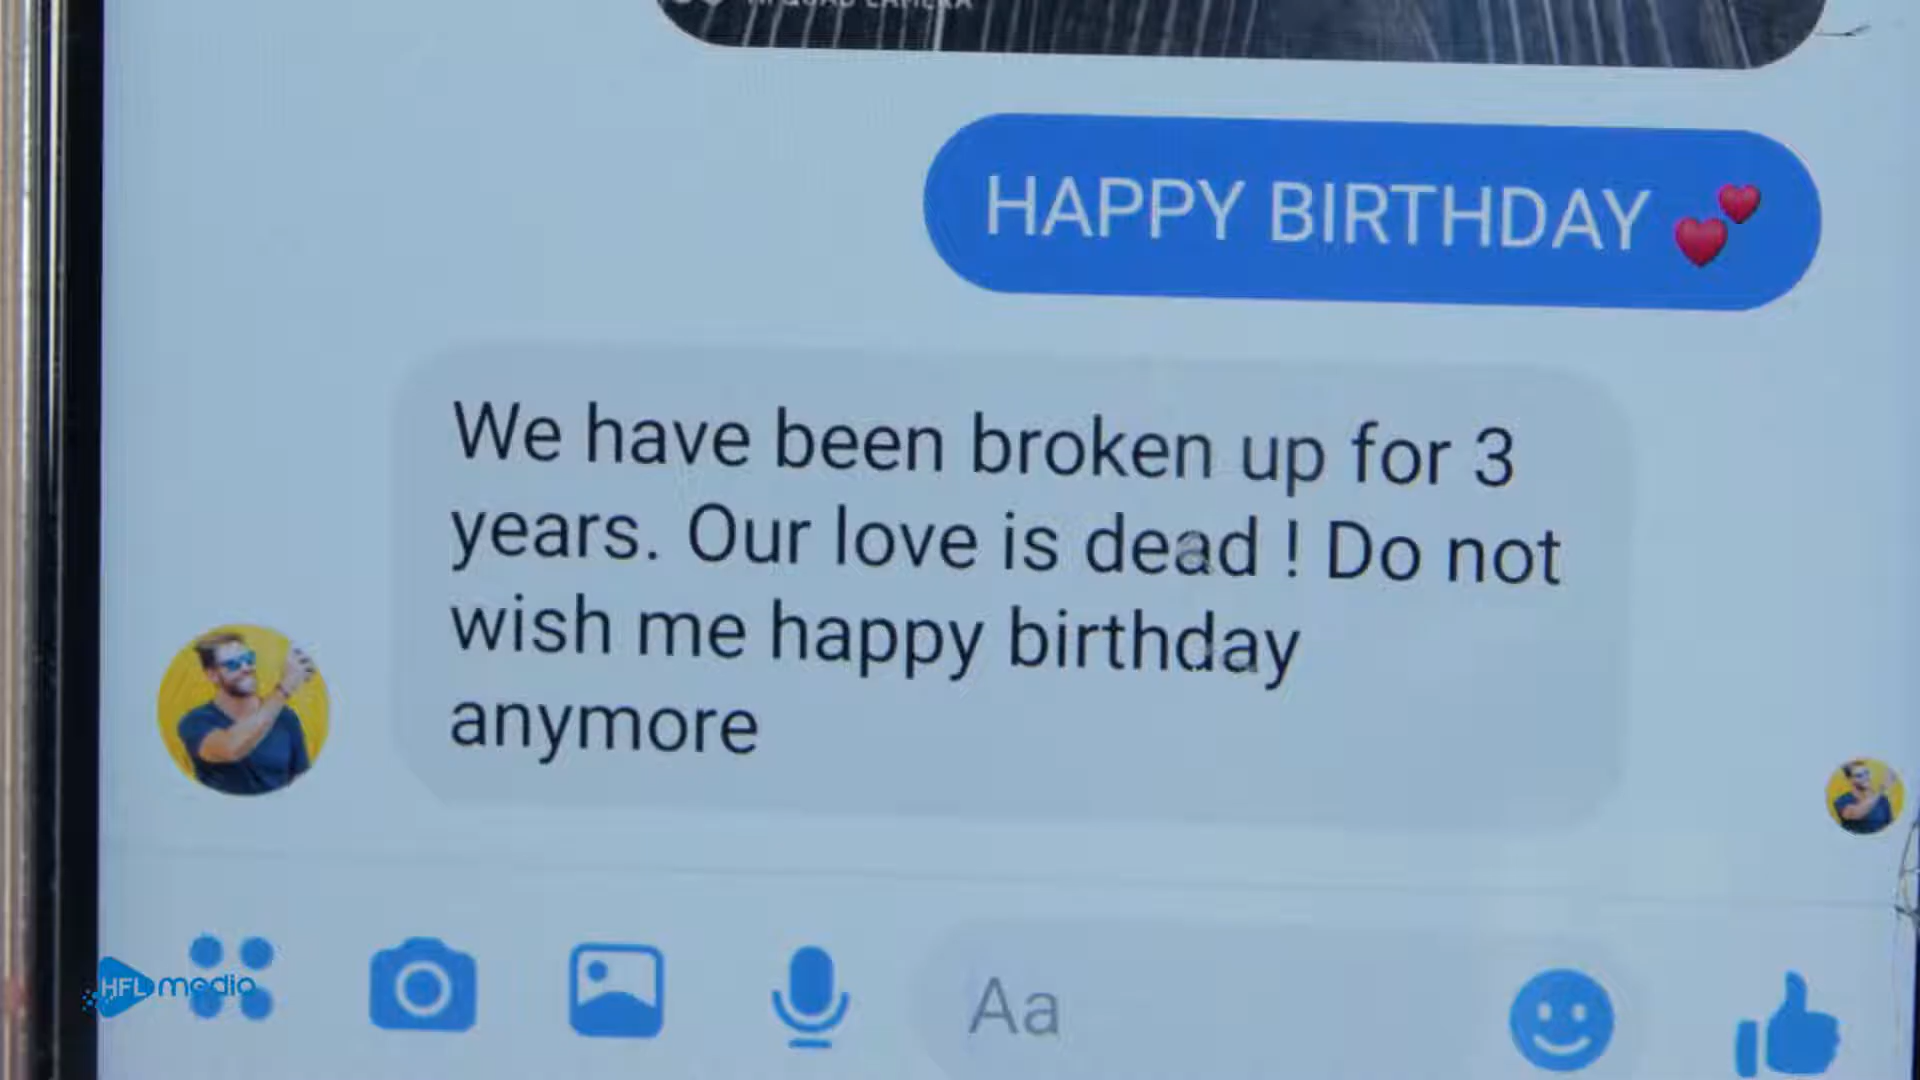 HAPPY BIRTHDAY 💕
We have been broken up for 3
years. Our love is dead ! Do not
wish me happy birthday
anymore
HFL media
Aa